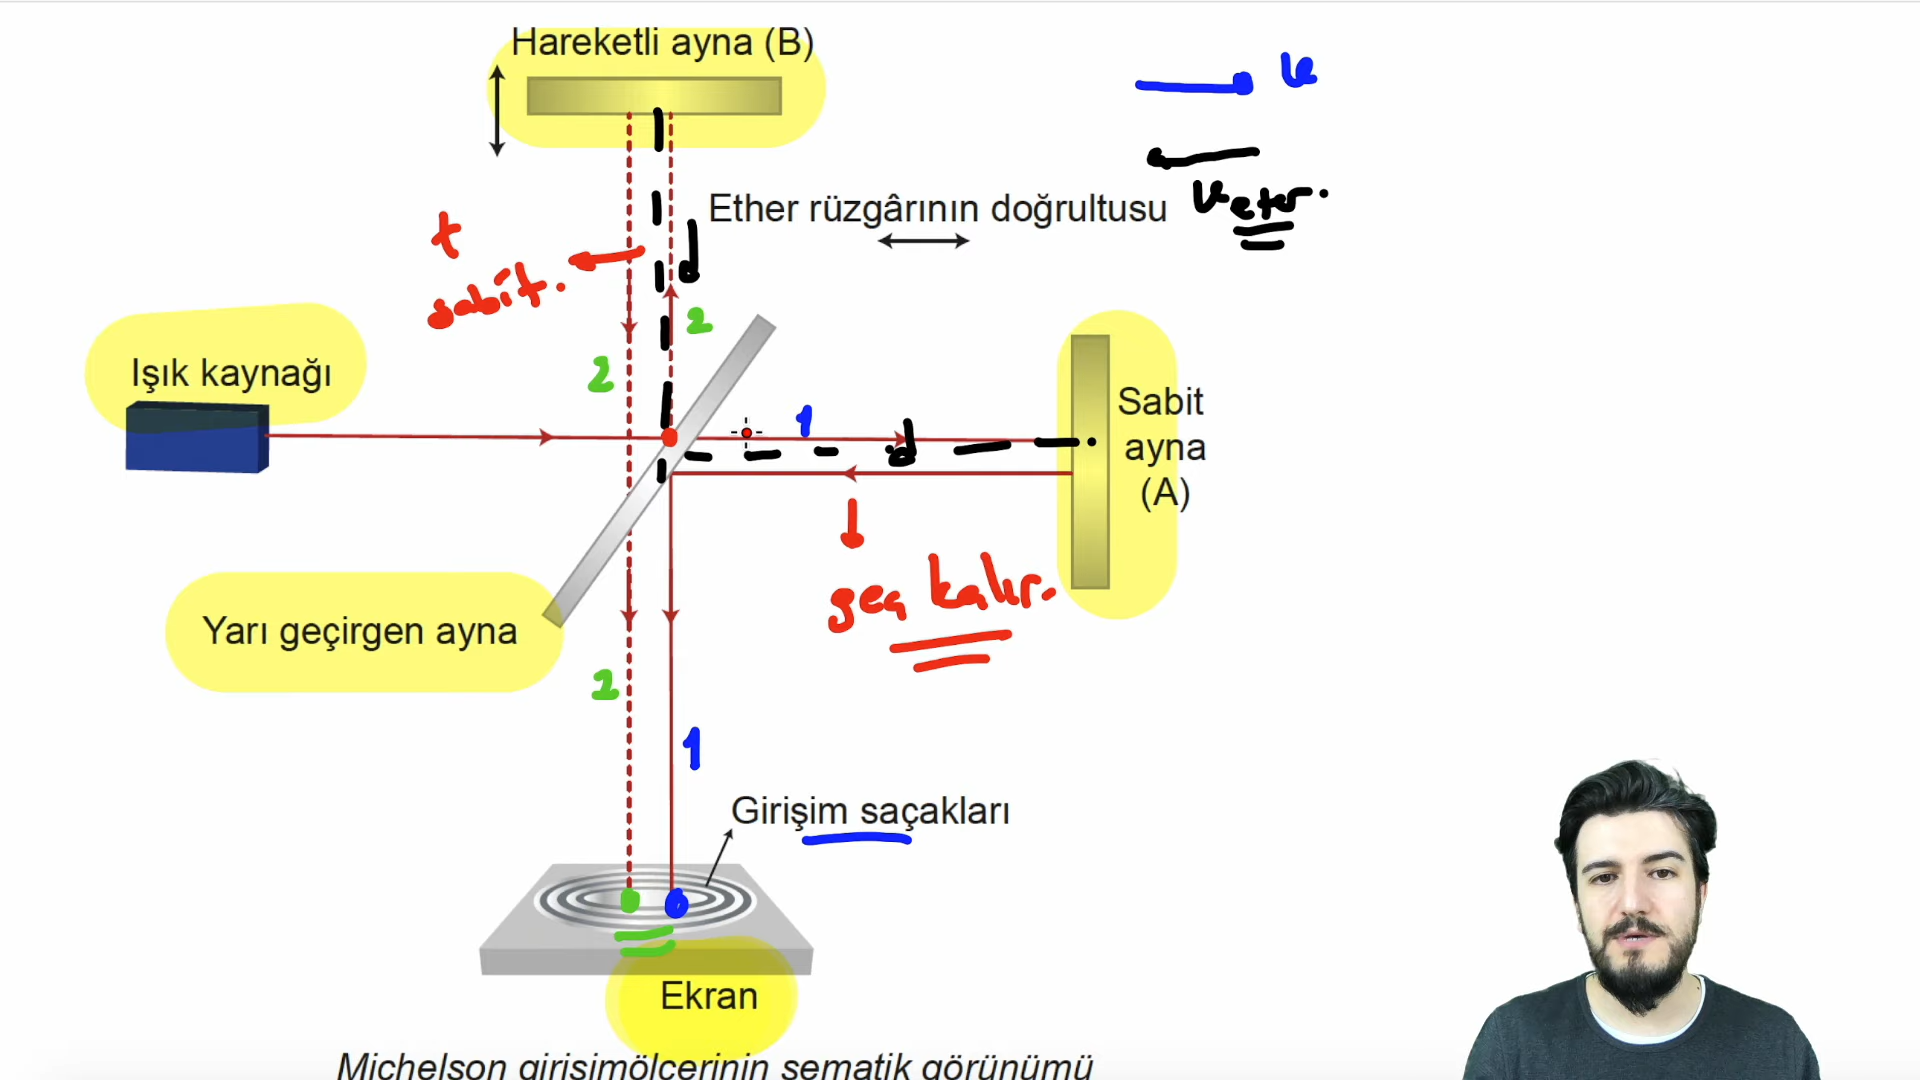 Hareketli ayna (B)
v
Ether rüzgârının doğrultusu
v eter.
t
sabit.
d
2
2
Işık kaynağı
1
d
Sabit
ayna
(A)
geç kalır.
Yarı geçirgen ayna
2
1
Girişim saçakları
Ekran
Michelson girişimölçerinin şematik görünümü